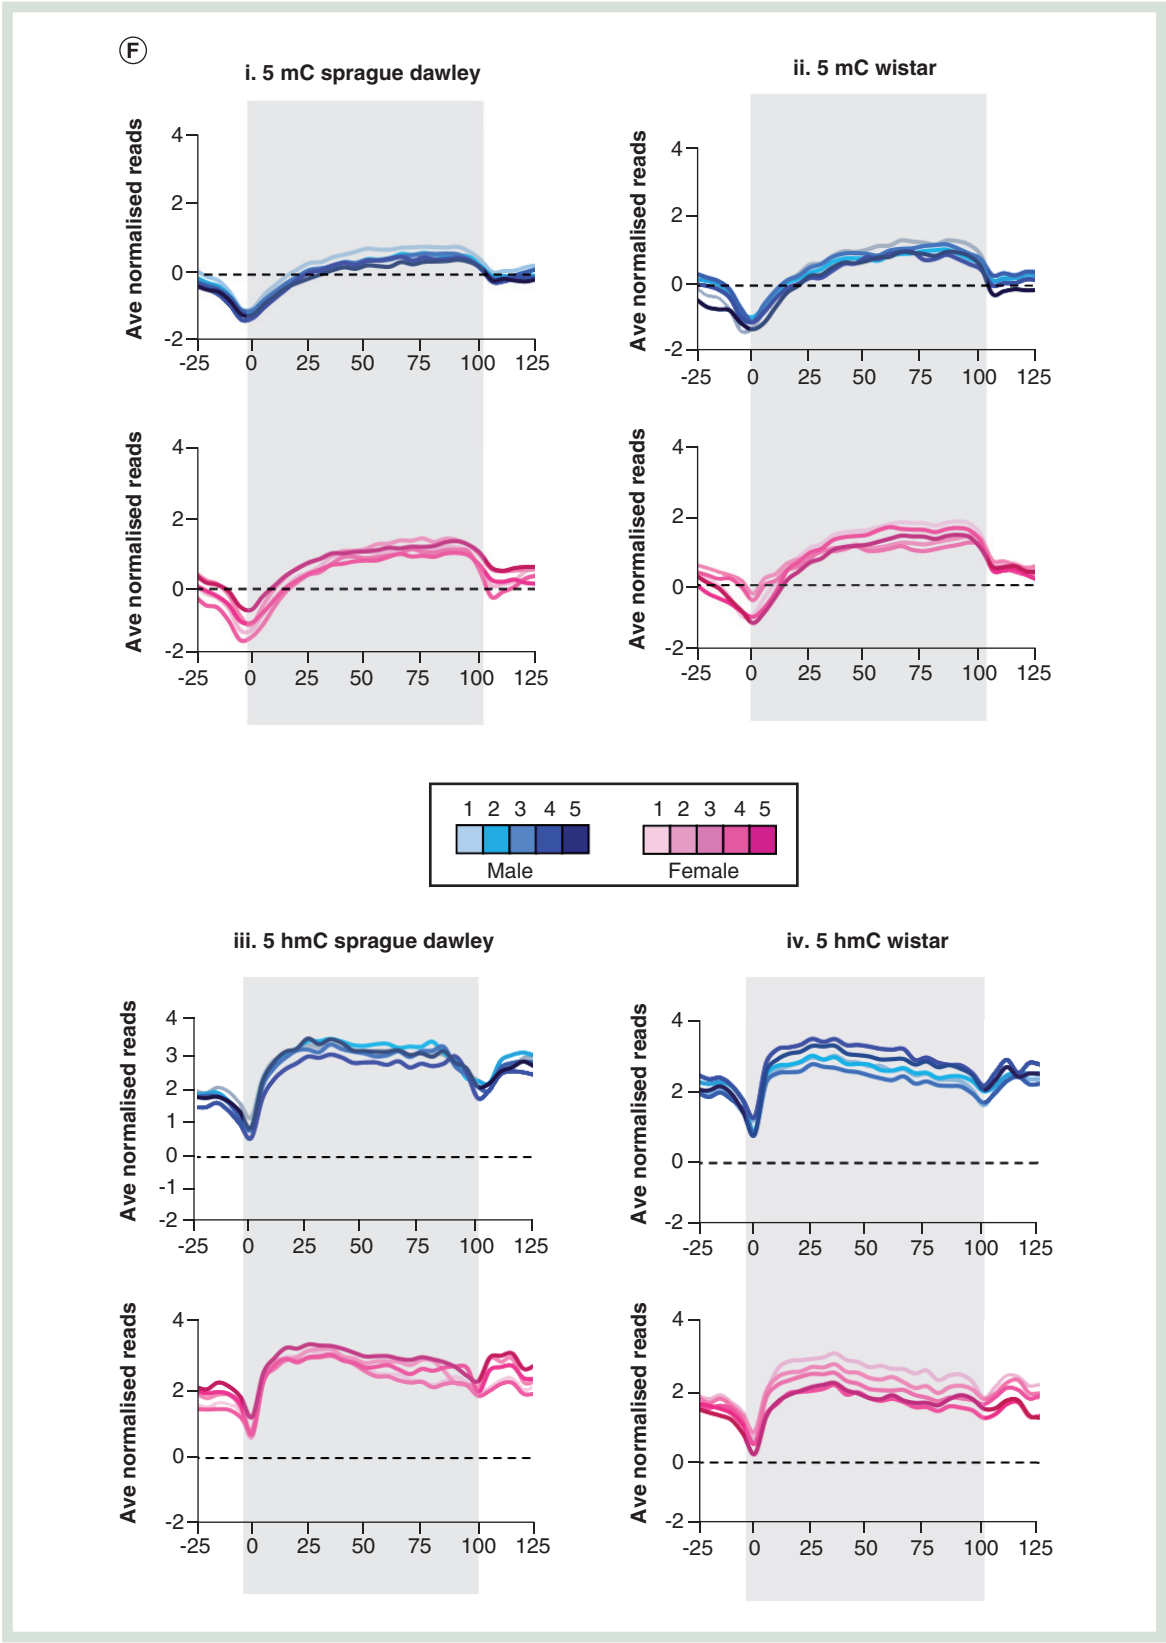 F
i. 5 mC sprague dawley
ii. 5 mC wistar
Ave normalised reads
4
2
0
-2
-25 0 25 50 75 100 125
Ave normalised reads
4
2
0
-2
-25 0 25 50 75 100 125
Ave normalised reads
4
2
0
-2
-25 0 25 50 75 100 125
Ave normalised reads
4
2
0
-2
-25 0 25 50 75 100 125
1 2 3 4 5 1 2 3 4 5
Male Female
iii. 5 hmC sprague dawley
iv. 5 hmC wistar
Ave normalised reads
4
3
2
1
0
-1
-2
-25 0 25 50 75 100 125
Ave normalised reads
4
2
0
-2
-25 0 25 50 75 100 125
Ave normalised reads
4
2
0
-2
-25 0 25 50 75 100 125
Ave normalised reads
4
2
0
-2
-25 0 25 50 75 100 125